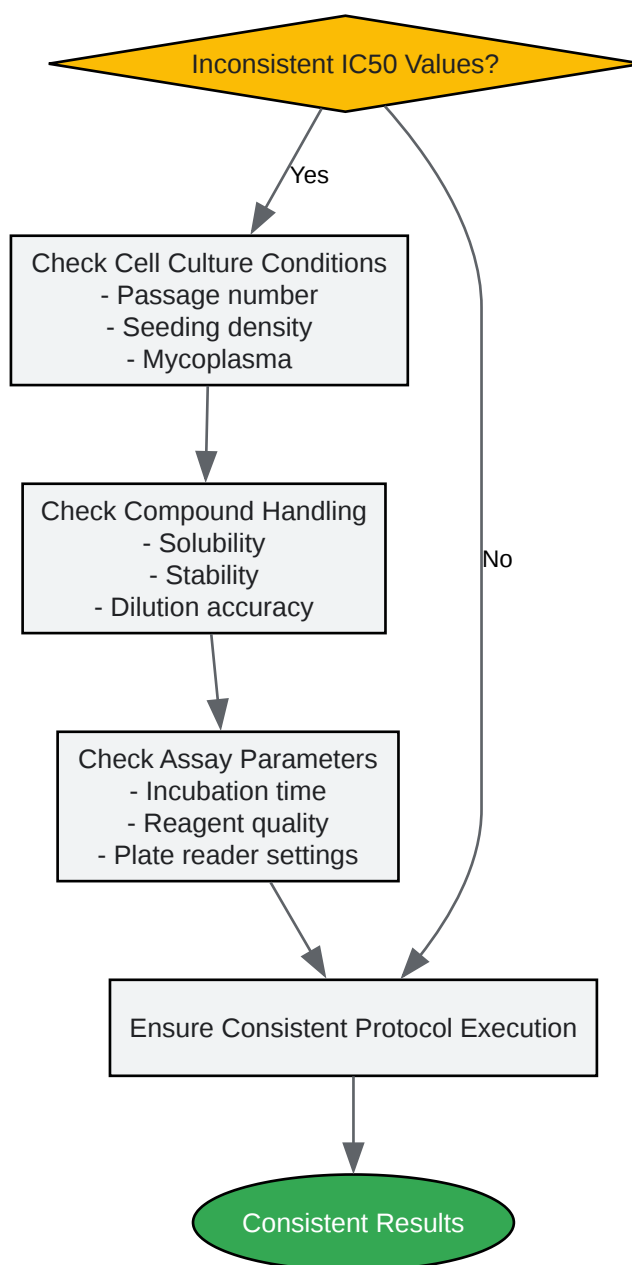 Inconsistent IC50 Values?
Yes
Check Cell Culture Conditions
- Passage number
- Seeding density
- Mycoplasma
Check Compound Handling
- Solubility
- Stability
- Dilution accuracy
No
Check Assay Parameters
- Incubation time
- Reagent quality
- Plate reader settings
Ensure Consistent Protocol Execution
Consistent Results